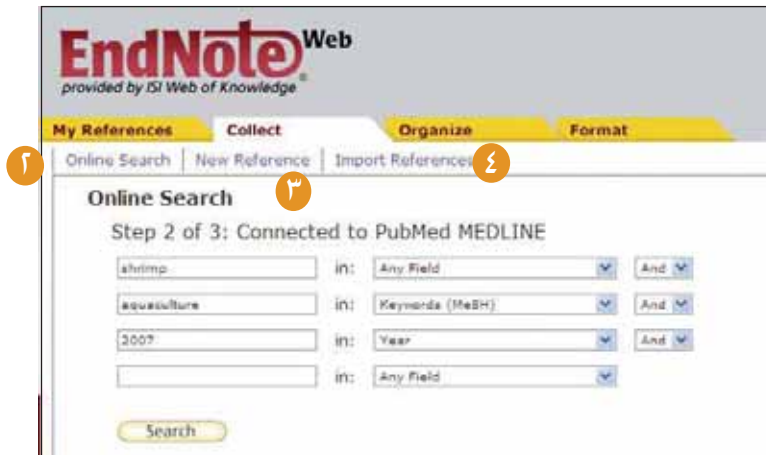 EndNote Web
provided by ISI Web of Knowledge
My References Collect Organize Format
٢ Online Search New Reference Import References ٤
٣
Online Search
Step 2 of 3: Connected to PubMed MEDLINE
shrimp in: Any Field And
aquaculture in: Keywords (MeSH) And
2007 in: Year And
in: Any Field
Search